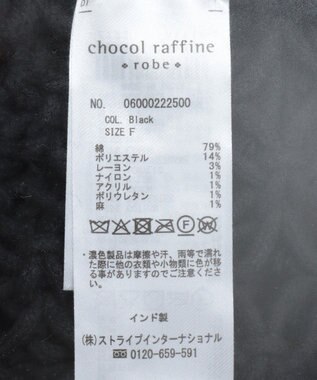 chocol raffine
robe
NO. 06000222500
COL. Black
SIZE F
綿 79%
ポリエステル 14%
レーヨン 3%
ナイロン 1%
アクリル 1%
ポリウレタン 1%
麻 1%
・濃色製品は摩擦や汗、雨等で濡れ
た際に他の衣類や小物類に色が移
る事がありますのでご注意くださ
い。
インド製
(株)ストライプインターナショナル
0120-659-591